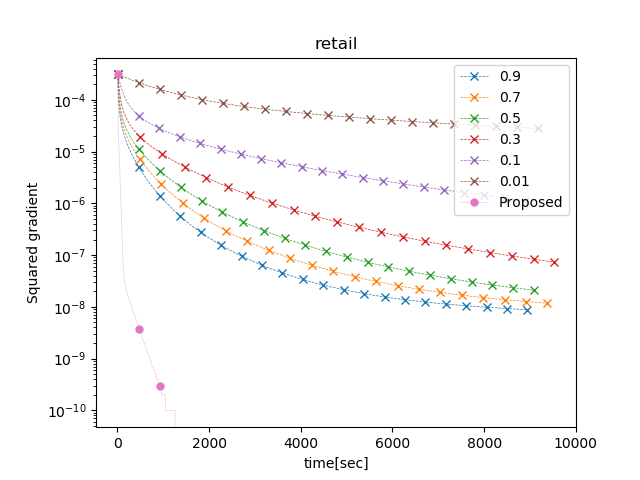 retail
Squared gradient
10⁻⁴
10⁻⁵
10⁻⁶
10⁻⁷
10⁻⁸
10⁻⁹
10⁻¹⁰
0.9
0.7
0.5
0.3
0.1
0.01
Proposed
0 2000 4000 6000 8000 10000
time[sec]